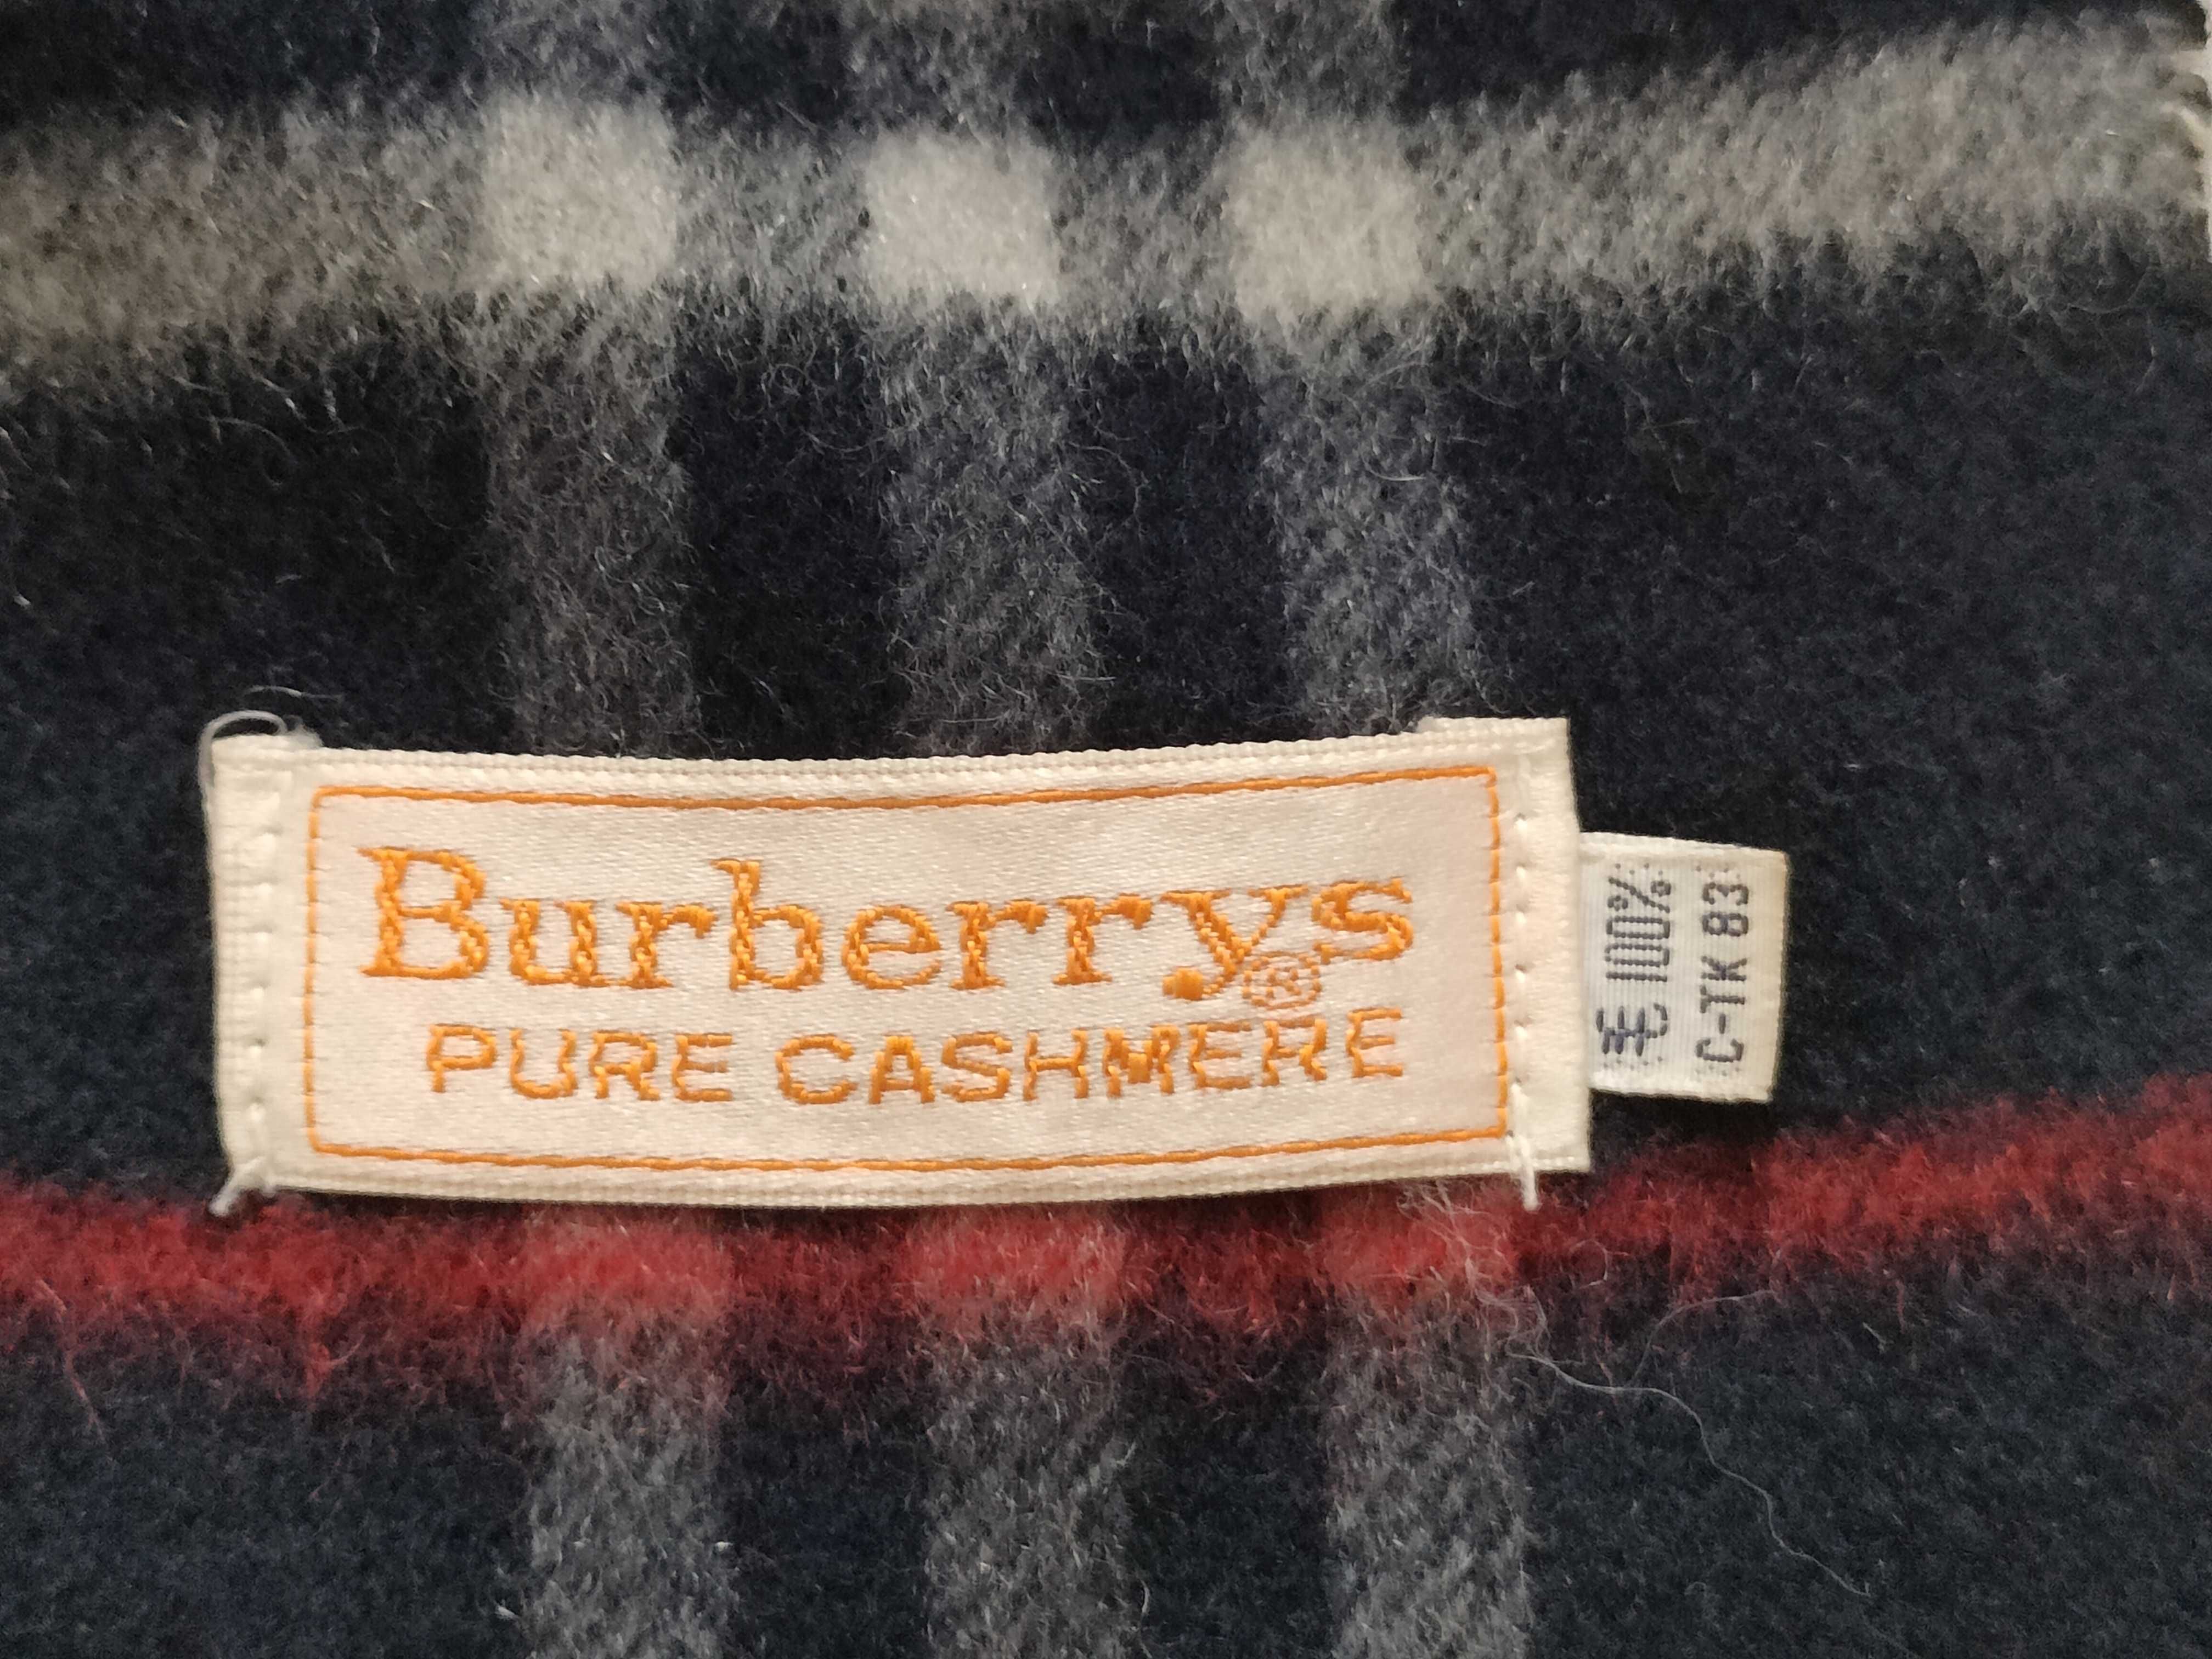 Burberrys®
PURE CASHMERE
毛 100%
C-TK 83